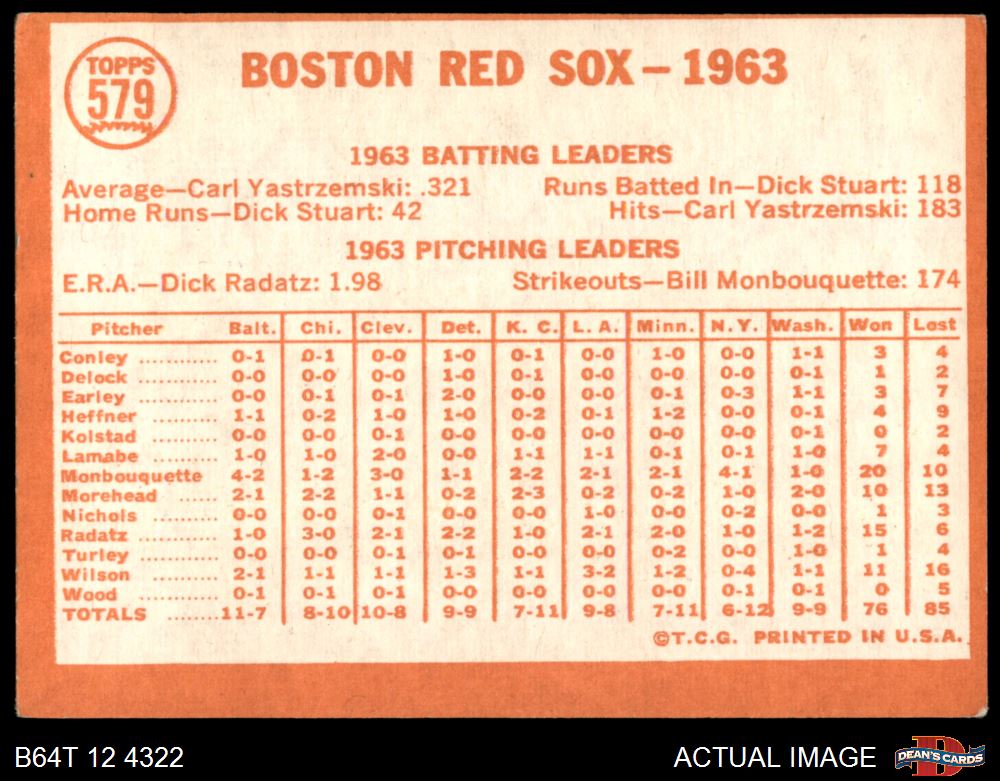 TOPPS
579
BOSTON RED SOX — 1963
1963 BATTING LEADERS
Average—Carl Yastrzemski: .321 Runs Batted In—Dick Stuart: 118
Home Runs—Dick Stuart: 42 Hits—Carl Yastrzemski: 183
1963 PITCHING LEADERS
E.R.A.—Dick Radatz: 1.98 Strikeouts—Bill Monbouquette: 174
Pitcher Balt. Chi. Clev. Det. K. C. L. A. Minn. N.Y. Wash. Won Lost
Conley ............ 0-1 0-1 0-0 1-0 0-1 0-0 1-0 0-0 1-1 3 4
Delock ............ 0-0 0-0 0-0 1-0 0-1 0-0 0-0 0-0 0-1 1 2
Earley ............ 0-0 0-1 0-1 2-0 0-0 0-0 0-1 0-3 1-1 3 7
Heffner .......... 1-1 0-2 1-0 1-0 0-2 0-1 1-2 0-0 0-1 4 9
Kolstad .......... 0-0 0-0 0-1 0-0 0-0 0-0 0-0 0-0 0-1 0 2
Lamabe .......... 1-0 1-0 2-0 0-0 1-1 1-1 0-1 0-1 1-0 7 4
Monbouquette 4-2 1-2 3-0 1-1 2-2 2-1 2-1 4-1 1-0 20 10
Morehead ...... 2-1 2-2 1-1 0-2 2-3 0-2 0-2 1-0 2-0 10 13
Nichols .......... 0-0 0-0 0-1 0-0 0-0 1-0 0-0 0-2 0-0 1 3
Radatz ............ 1-0 3-0 2-1 2-2 1-0 2-1 2-0 1-0 1-2 15 6
Turley ............ 0-0 0-0 0-1 0-1 0-0 0-0 0-2 0-0 1-0 1 4
Wilson ............ 2-1 1-1 1-1 1-3 1-1 3-2 1-2 0-4 1-1 11 16
Wood .............. 0-1 0-1 0-1 0-0 0-0 0-0 0-0 0-1 0-1 0 5
TOTALS ........ 11-7 8-10 10-8 9-9 7-11 9-8 7-11 6-12 9-9 76 85
©T.C.G. PRINTED IN U.S.A.
B64T 12 4322 ACTUAL IMAGE
DEAN'S CARDS